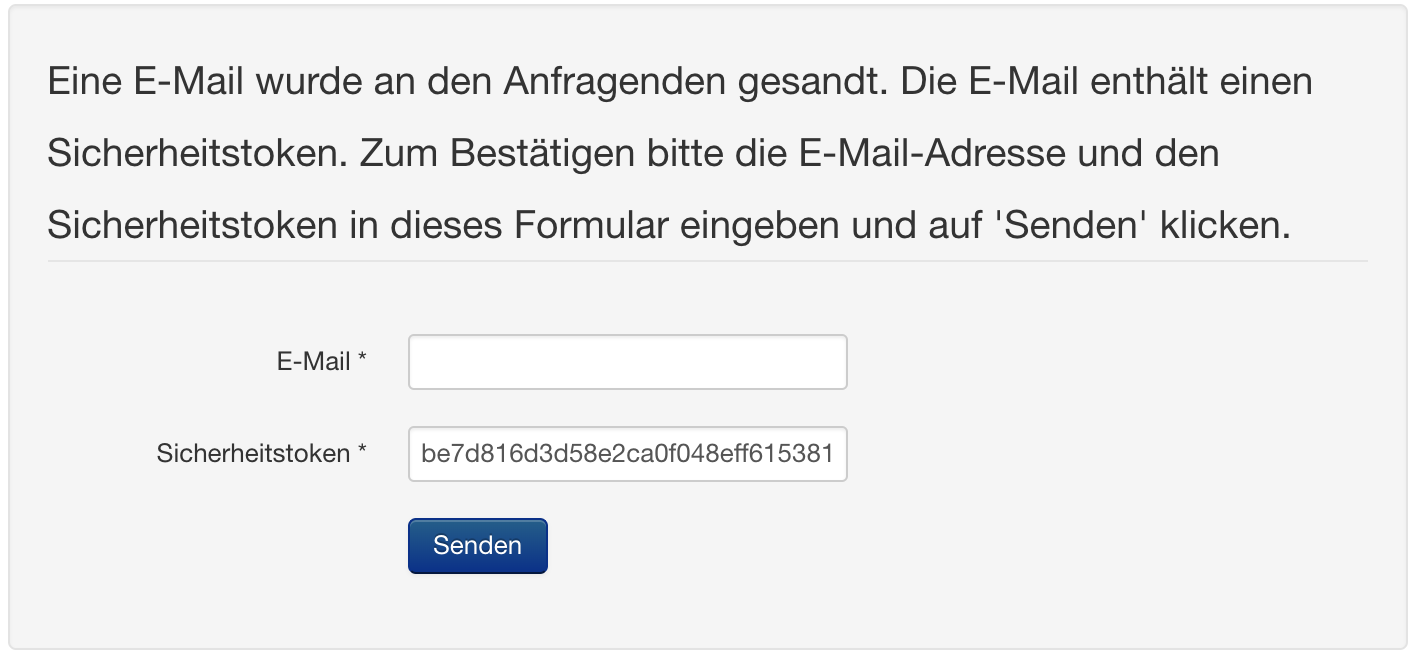 Eine E-Mail wurde an den Anfragenden gesandt. Die E-Mail enthält einen
Sicherheitstoken. Zum Bestätigen bitte die E-Mail-Adresse und den
Sicherheitstoken in dieses Formular eingeben und auf 'Senden' klicken.
E-Mail *
Sicherheitstoken * be7d816d3d58e2ca0f048eff615381
Senden